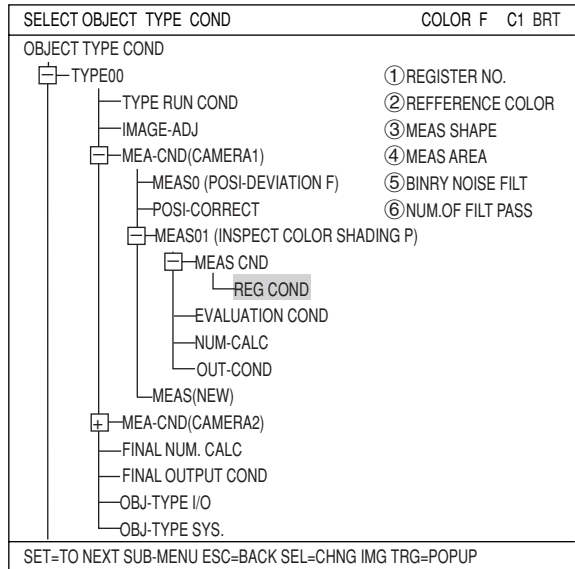 SELECT OBJECT TYPE COND COLOR F C1 BRT
OBJECT TYPE COND
TYPE00 ①REGISTER NO.
TYPE RUN COND ②REFFERENCE COLOR
IMAGE-ADJ ③MEAS SHAPE
MEA-CND(CAMERA1) ④MEAS AREA
MEAS0 (POSI-DEVIATION F) ⑤BINRY NOISE FILT
POSI-CORRECT ⑥NUM.OF FILT PASS
MEAS01 (INSPECT COLOR SHADING P)
MEAS CND
REG COND
EVALUATION COND
NUM-CALC
OUT-COND
MEAS(NEW)
MEA-CND(CAMERA2)
FINAL NUM. CALC
FINAL OUTPUT COND
OBJ-TYPE I/O
OBJ-TYPE SYS.
SET=TO NEXT SUB-MENU ESC=BACK SEL=CHNG IMG TRG=POPUP